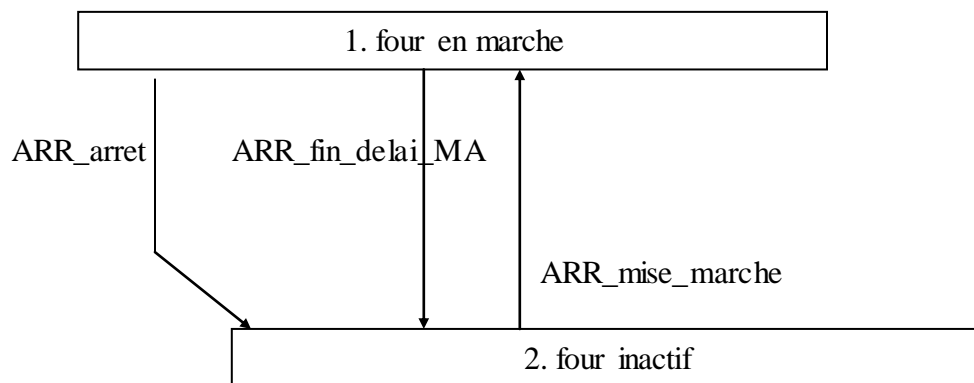 1. four en marche
ARR_arret
ARR_fin_delai_MA
ARR_mise_marche
2. four inactif